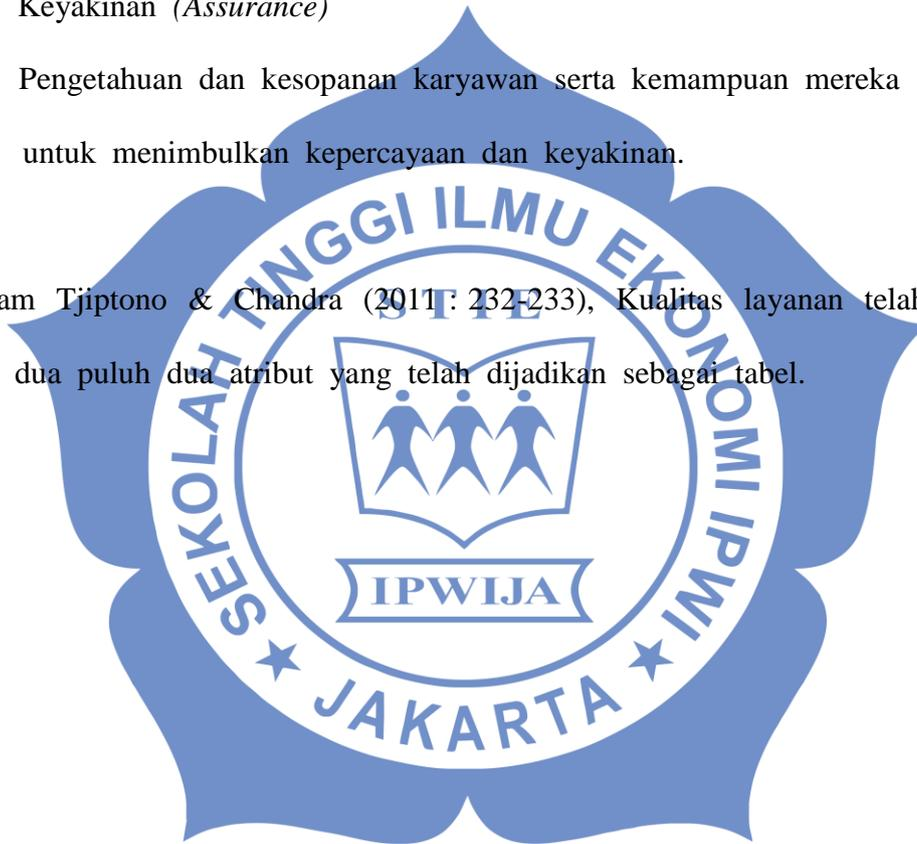 Keyakinan (Assurance)
Pengetahuan dan kesopanan karyawan serta kemampuan mereka
untuk menimbulkan kepercayaan dan keyakinan.
Tjiptono & Chandra (2011 : 232-233), Kualitas layanan telah
dua puluh dua atribut yang telah dijadikan sebagai tabel.
SEKOLAH TINGGI ILMU EKONOMI IPWI
STIE
IPWIJA
★ JAKARTA ★